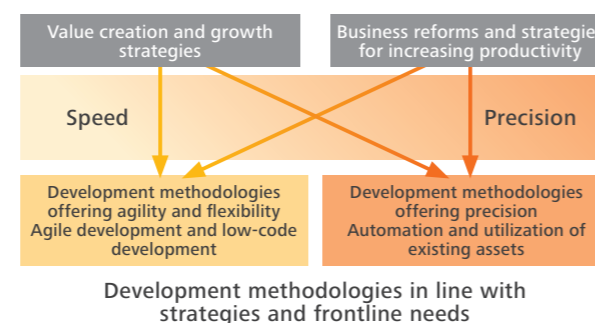 Value creation and growth
strategies
Business reforms and strategie
for increasing productivity
Speed
Precision
Development methodologies
offering agility and flexibility
Agile development and low-code
development
Development methodologies
offering precision
Automation and utilization of
existing assets
Development methodologies in line with
strategies and frontline needs